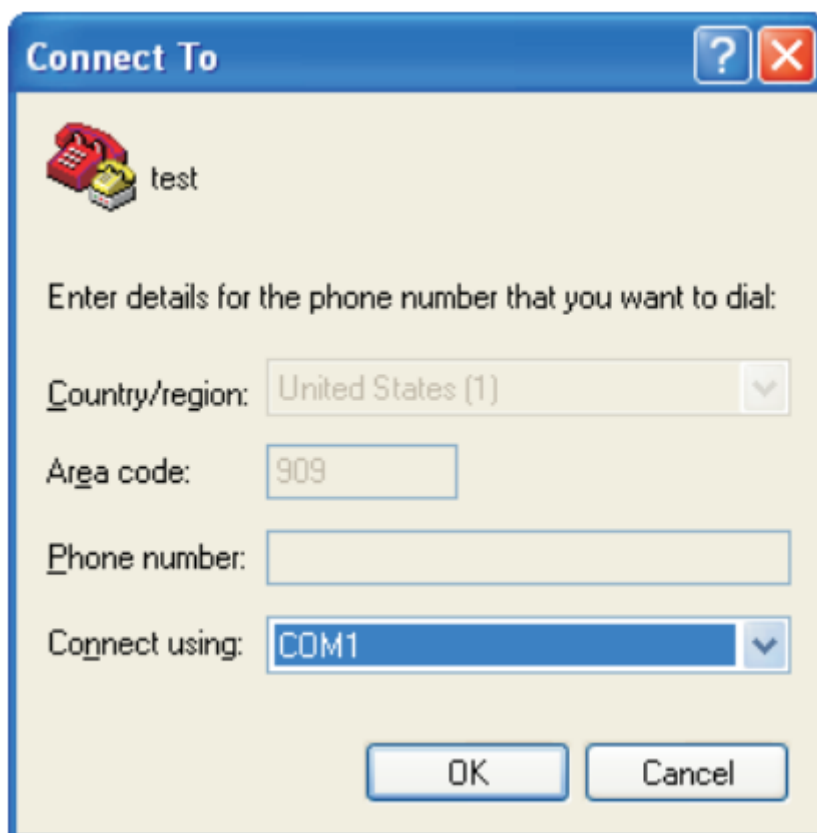 Connect To
test
Enter details for the phone number that you want to dial:
Country/region: United States (1)
Area code: 909
Phone number:
Connect using: COM1
OK Cancel